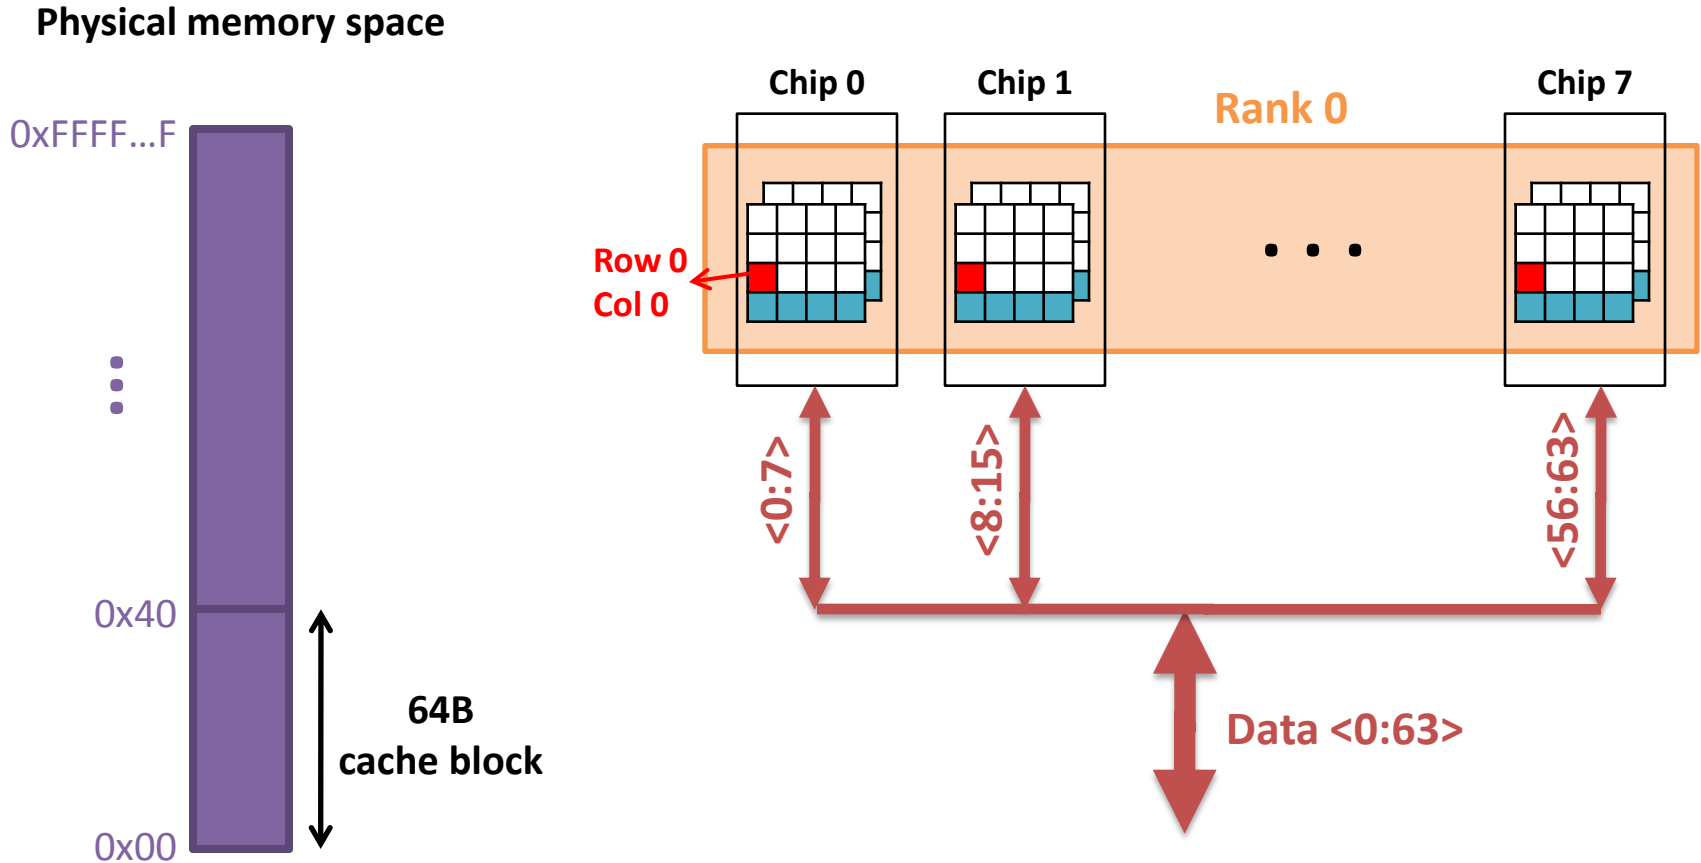 Physical memory space
0xFFFF...F
0x40
0x00
64B
cache block
Chip 0
Chip 1
Chip 7
Rank 0
Row 0
Col 0
. . .
<0:7>
<8:15>
<56:63>
Data <0:63>